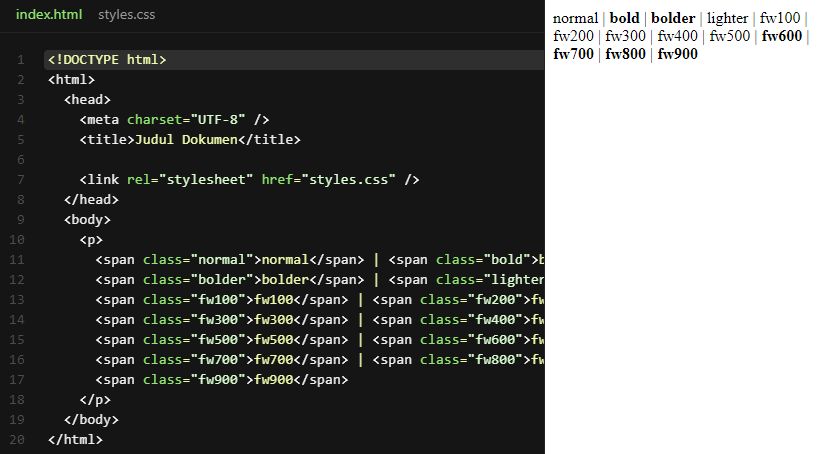 index.html styles.css
1 <!DOCTYPE html>
2 <html>
3 <head>
4 <meta charset="UTF-8" />
5 <title>Judul Dokumen</title>
6
7 <link rel="stylesheet" href="styles.css" />
8 </head>
9 <body>
10 <p>
11 <span class="normal">normal</span> | <span class="bold">b
12 <span class="bolder">bolder</span> | <span class="lighter
13 <span class="fw100">fw100</span> | <span class="fw200">fw
14 <span class="fw300">fw300</span> | <span class="fw400">fw
15 <span class="fw500">fw500</span> | <span class="fw600">fw
16 <span class="fw700">fw700</span> | <span class="fw800">fw
17 <span class="fw900">fw900</span>
18 </p>
19 </body>
20 </html>
normal | bold | bolder | lighter | fw100 |
fw200 | fw300 | fw400 | fw500 | fw600 |
fw700 | fw800 | fw900